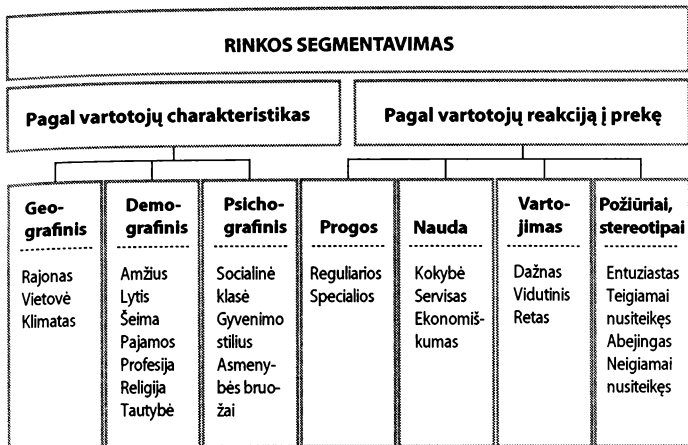 RINKOS SEGMENTAVIMAS
Pagal vartotojų charakteristikas
Pagal vartotojų reakciją į prekę
Geo-
grafinis
Rajonas
Vietovė
Klimatas
Demo-
grafinis
Amžius
Lytis
Šeima
Pajamos
Profesija
Religija
Tautybė
Psicho-
grafinis
Socialinė
klasė
Gyvenimo
stilius
Asmeny-
bės bruo-
žai
Progos
Reguliarios
Specialios
Nauda
Kokybė
Servisas
Ekonomiš-
kumas
Varto-
jimas
Dažnas
Vidutinis
Retas
Požiūriai,
stereotipai
Entuziastas
Teigiamai
nusiteikęs
Abejingas
Neigiamai
nusiteikęs